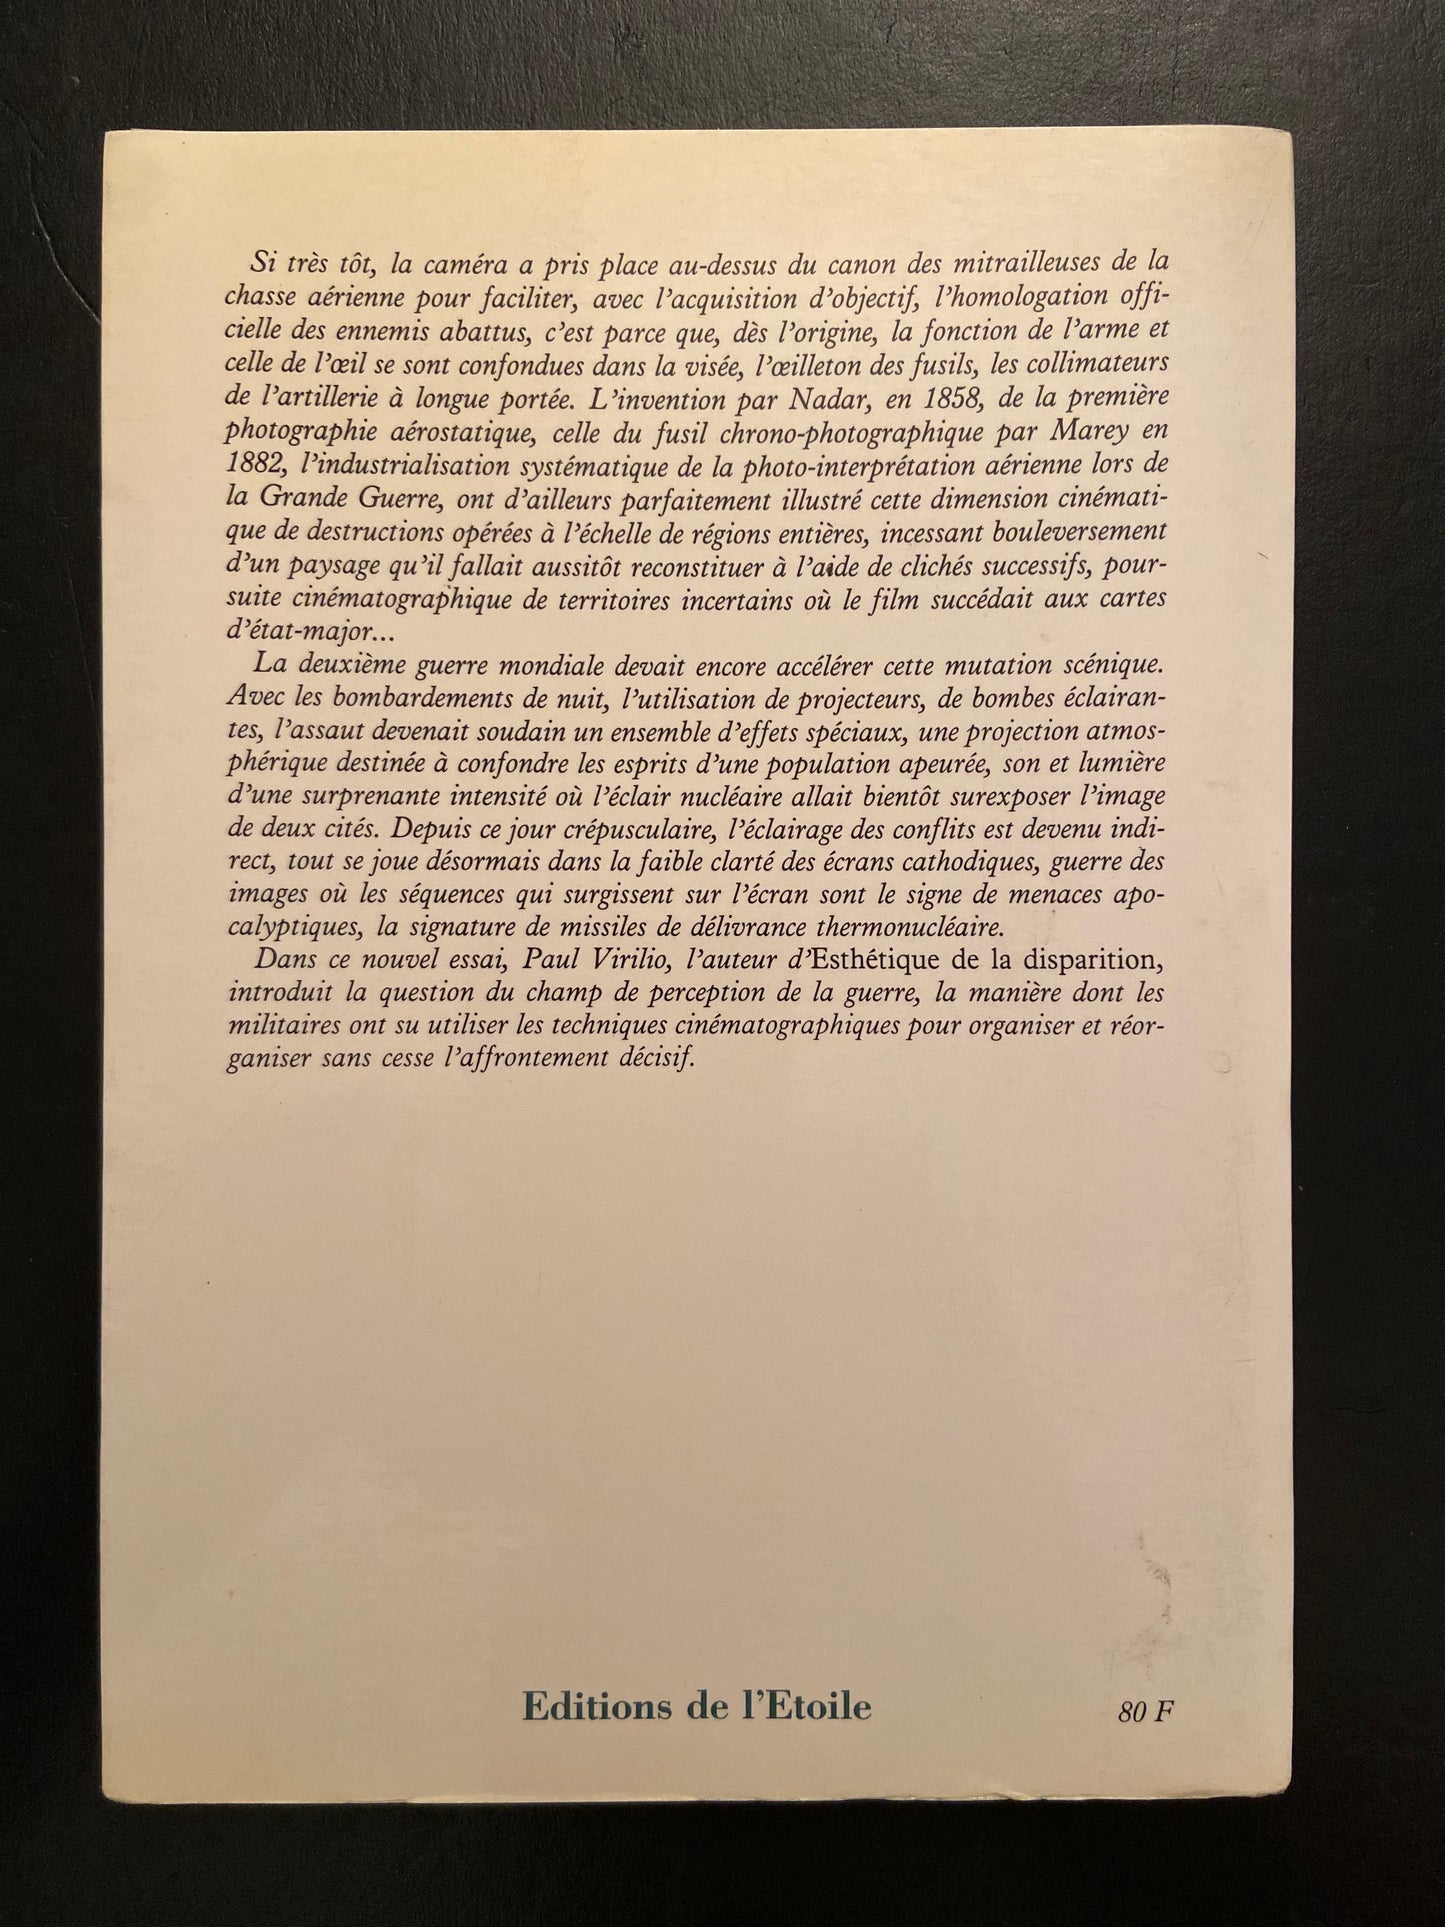 Si très tôt, la caméra a pris place au-dessus du canon des mitrailleuses de la
chasse aérienne pour faciliter, avec l'acquisition d'objectif, l'homologation offi-
cielle des ennemis abattus, c'est parce que, dès l'origine, la fonction de l'arme et
celle de l'œil se sont confondues dans la visée, l'œilleton des fusils, les collimateurs
de l'artillerie à longue portée. L'invention par Nadar, en 1858, de la première
photographie aérostatique, celle du fusil chrono-photographique par Marey en
1882, l'industrialisation systématique de la photo-interprétation aérienne lors de
la Grande Guerre, ont d'ailleurs parfaitement illustré cette dimension cinémati-
que de destructions opérées à l'échelle de régions entières, incessant bouleversement
d'un paysage qu'il fallait aussitôt reconstituer à l'aide de clichés successifs, pour-
suite cinématographique de territoires incertains où le film succédait aux cartes
d'état-major...
La deuxième guerre mondiale devait encore accélérer cette mutation scénique.
Avec les bombardements de nuit, l'utilisation de projecteurs, de bombes éclairan-
tes, l'assaut devenait soudain un ensemble d'effets spéciaux, une projection atmos-
phérique destinée à confondre les esprits d'une population apeurée, son et lumière
d'une surprenante intensité où l'éclair nucléaire allait bientôt surexposer l'image
de deux cités. Depuis ce jour crépusculaire, l'éclairage des conflits est devenu indi-
rect, tout se joue désormais dans la faible clarté des écrans cathodiques, guerre des
images où les séquences qui surgissent sur l'écran sont le signe de menaces apo-
calyptiques, la signature de missiles de délivrance thermonucléaire.
Dans ce nouvel essai, Paul Virilio, l'auteur d'Esthétique de la disparition,
introduit la question du champ de perception de la guerre, la manière dont les
militaires ont su utiliser les techniques cinématographiques pour organiser et réor-
ganiser sans cesse l'affrontement décisif.
Editions de l'Etoile
80 F